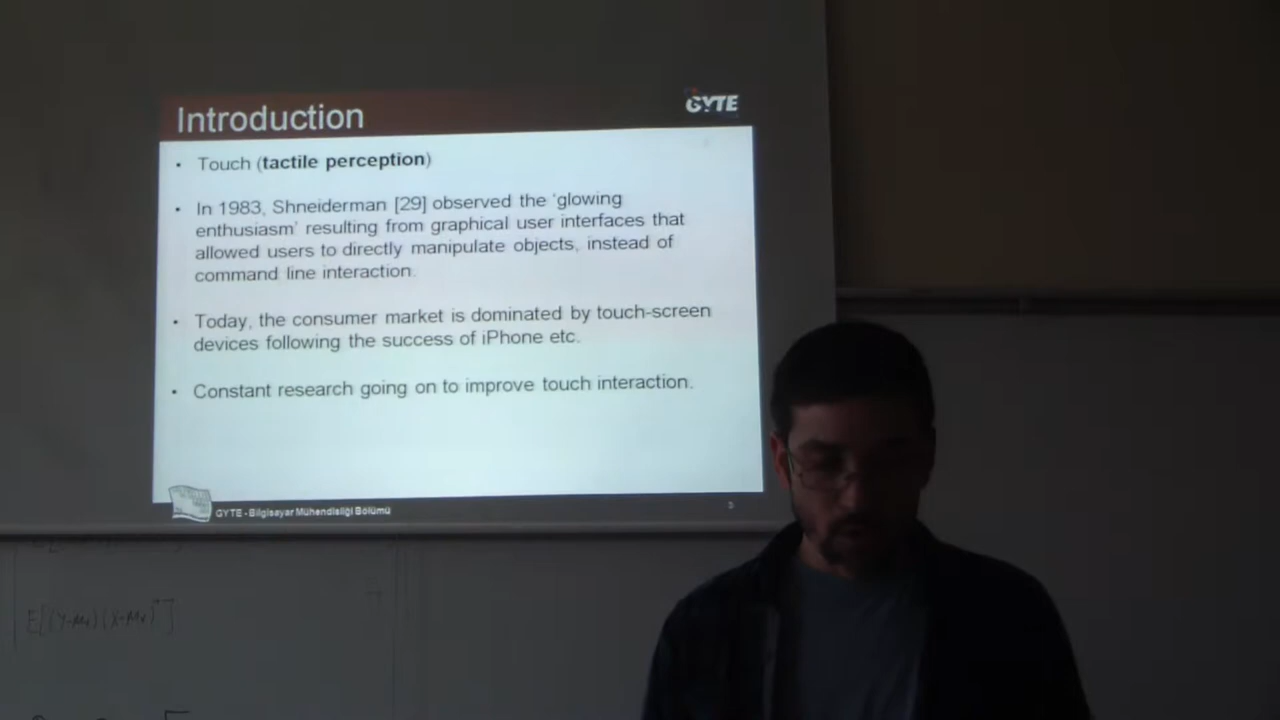 Introduction
GYTE
• Touch (tactile perception)
• In 1983, Shneiderman [29] observed the ‘glowing
enthusiasm’ resulting from graphical user interfaces that
allowed users to directly manipulate objects, instead of
command line interaction.
• Today, the consumer market is dominated by touch-screen
devices following the success of iPhone etc.
• Constant research going on to improve touch interaction.
GYTE - Bilgisayar Mühendisliği Bölümü
3